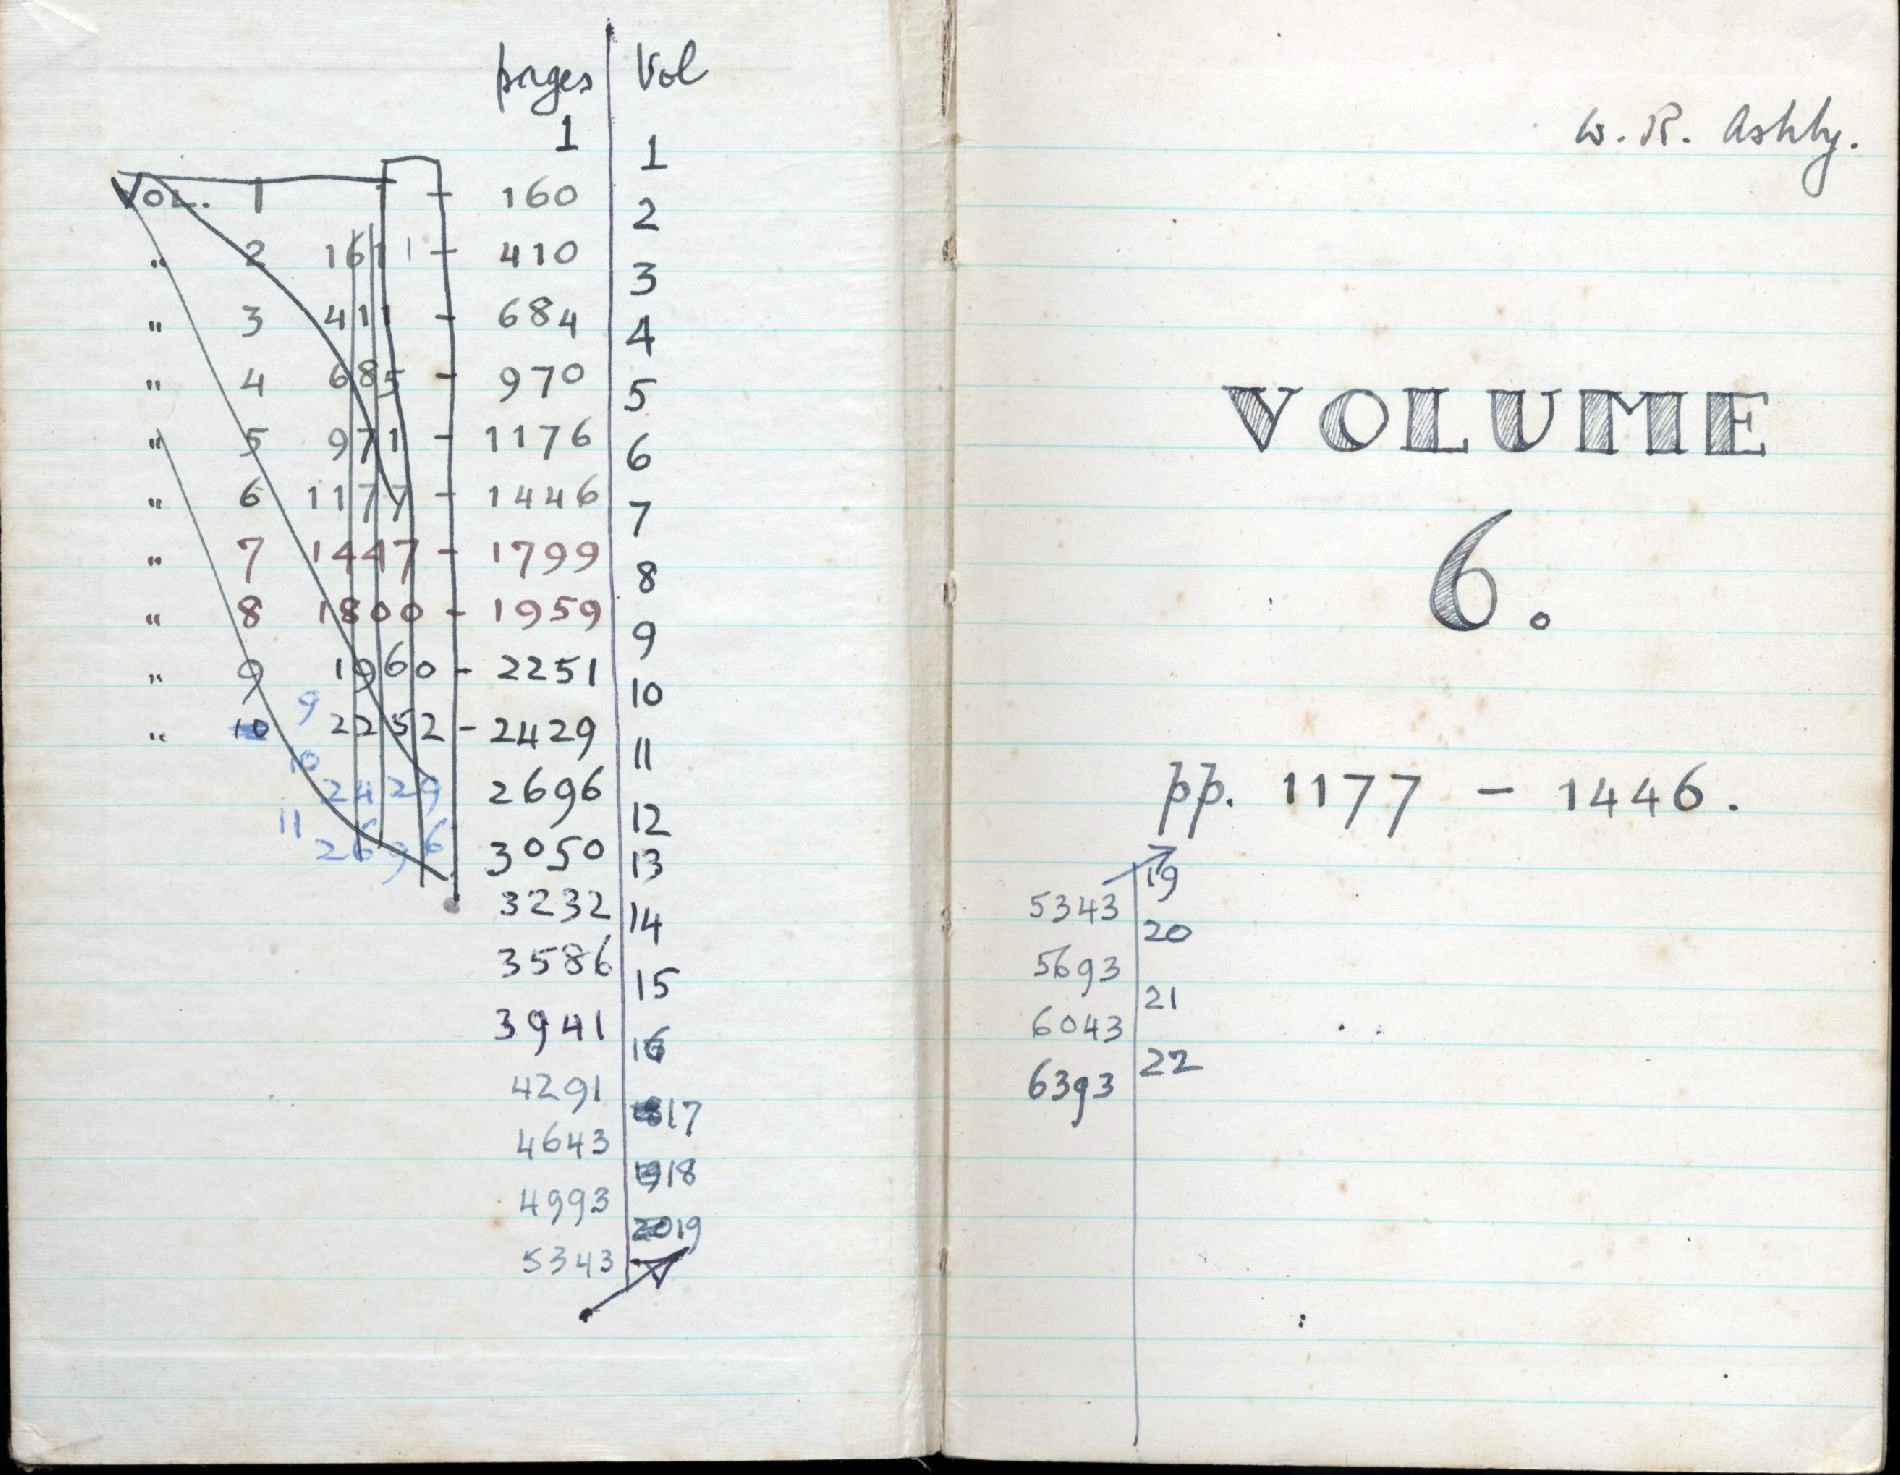 pages Vol
1
1
VOL. 1 1 - 160
2
" 2 161 - 410
3
" 3 411 - 684
4
" 4 685 - 970
5
" 5 971 - 1176
6
" 6 1177 - 1446
7
" 7 1447 - 1799
8
" 8 1800 - 1959
9
" 9 1960 - 2251
10
9
" 10 2252 - 2429
11
10
2429 2696
12
11
2696 3050
13
3232
14
3586
15
3941
16
4291
17
4643
18
4993
19
5343
W. R. Ashby.
VOLUME
6.
pp. 1177 - 1446.
19
5343
20
5693
21
6043
22
6393